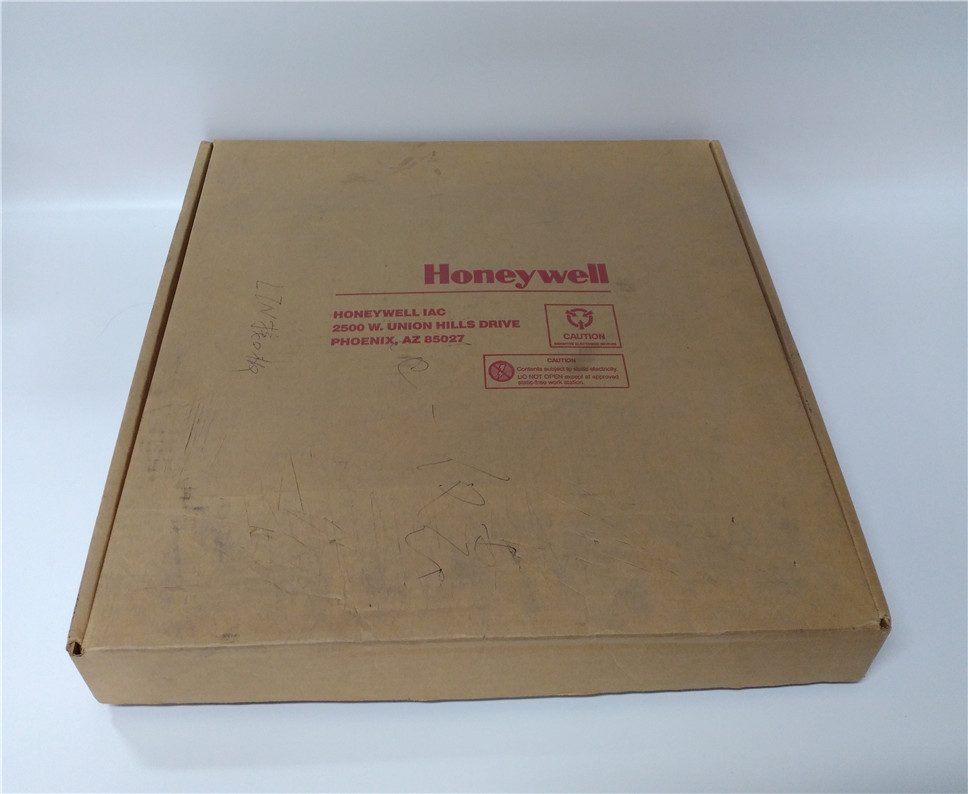 Honeywell
HONEYWELL IAC
2500 W. UNION HILLS DRIVE
PHOENIX, AZ 85027
CAUTION
CAUTION
Contents subject to static electricity.
DO NOT OPEN except at approved
static-free work station.